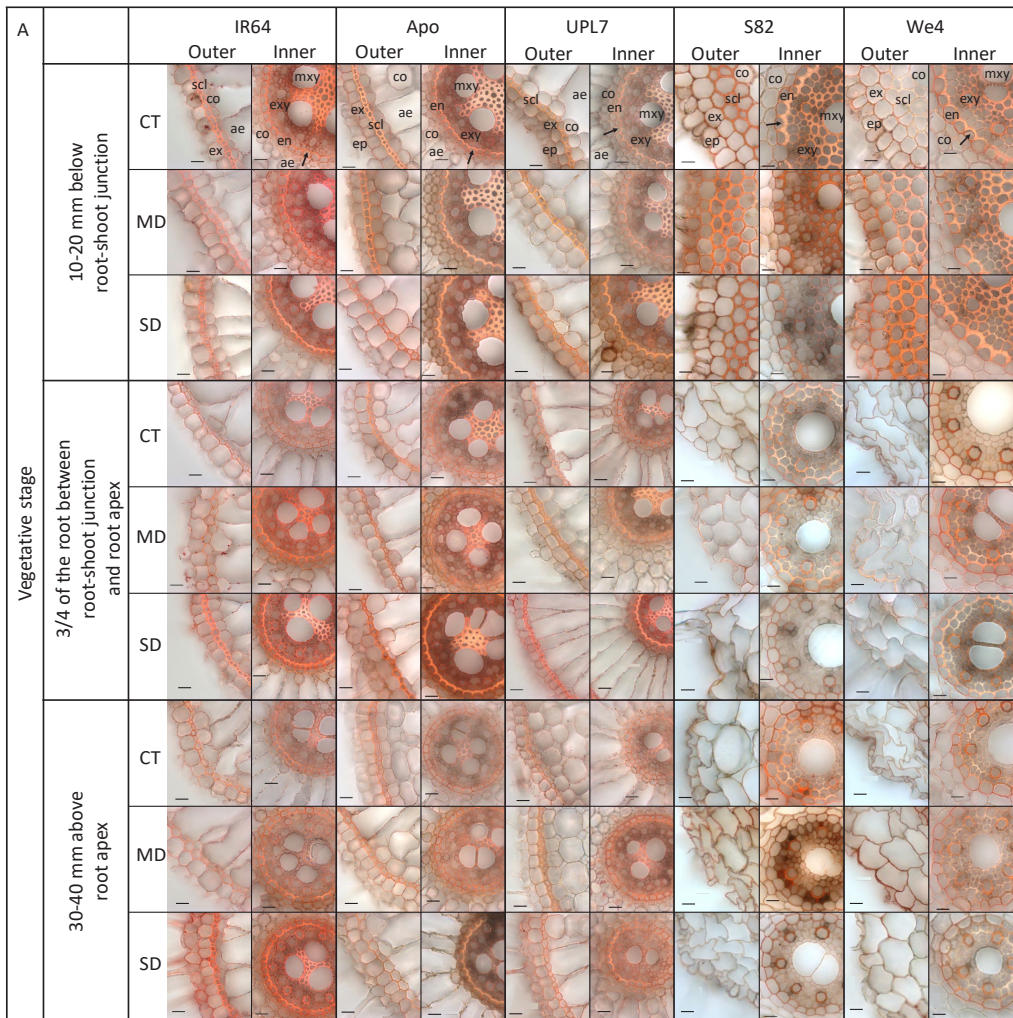 A
IR64 Apo UPL7 S82 We4
Outer Inner Outer Inner Outer Inner Outer Inner Outer Inner
Vegetative stage
10-20 mm below
root-shoot junction
CT
scl co ae ex
mxy exy en co ae
co ex scl ae ep
mxy en exy co ae
scl ae ex co ep
co en mxy exy ae
co scl ex ep
co en mxy exy
co ex scl ep
mxy exy en co
MD
SD
3/4 of the root between
root-shoot junction
and root apex
CT
MD
SD
30-40 mm above
root apex
CT
MD
SD